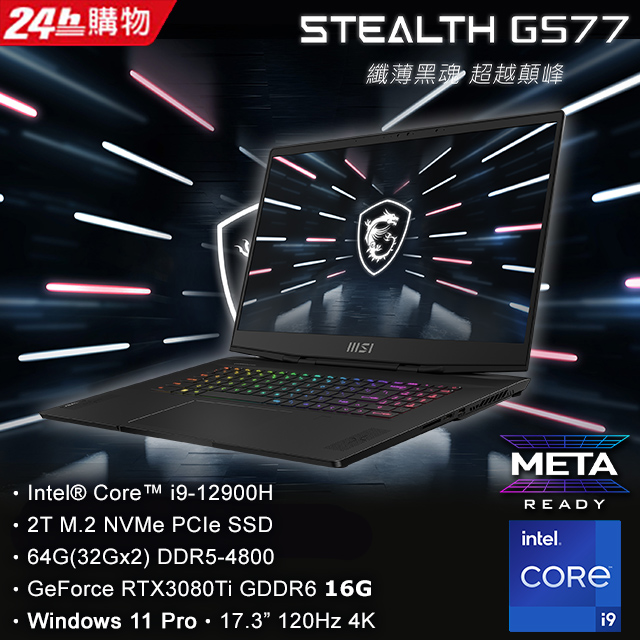 24h購物
STEALTH GS77
纖薄黑魂 超越顛峰
msi
META
READY
・Intel® Core™ i9-12900H
・2T M.2 NVMe PCIe SSD
・64G(32Gx2) DDR5-4800
・GeForce RTX3080Ti GDDR6 16G
・Windows 11 Pro・17.3” 120Hz 4K
intel.
CORE
i9